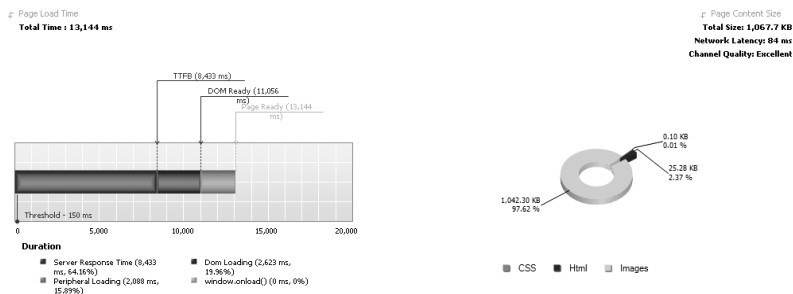 Page Load Time
Total Time : 13,144 ms
TTFB (8,433 ms)
DOM Ready (11,056
ms)
Page Ready (13,144
ms)
Threshold - 150 ms
0
5,000
10,000
15,000
20,000
Duration
Server Response Time (8,433
ms, 64.16%)
Dom Loading (2,623 ms,
19.96%)
Peripheral Loading (2,088 ms,
15.89%)
window.onload() (0 ms, 0%)
Page Content Size
Total Size: 1,067.7 KB
Network Latency: 84 ms
Channel Quality: Excellent
0.10 KB
0.01 %
25.28 KB
2.37 %
1,042.30 KB
97.62 %
CSS
Html
Images